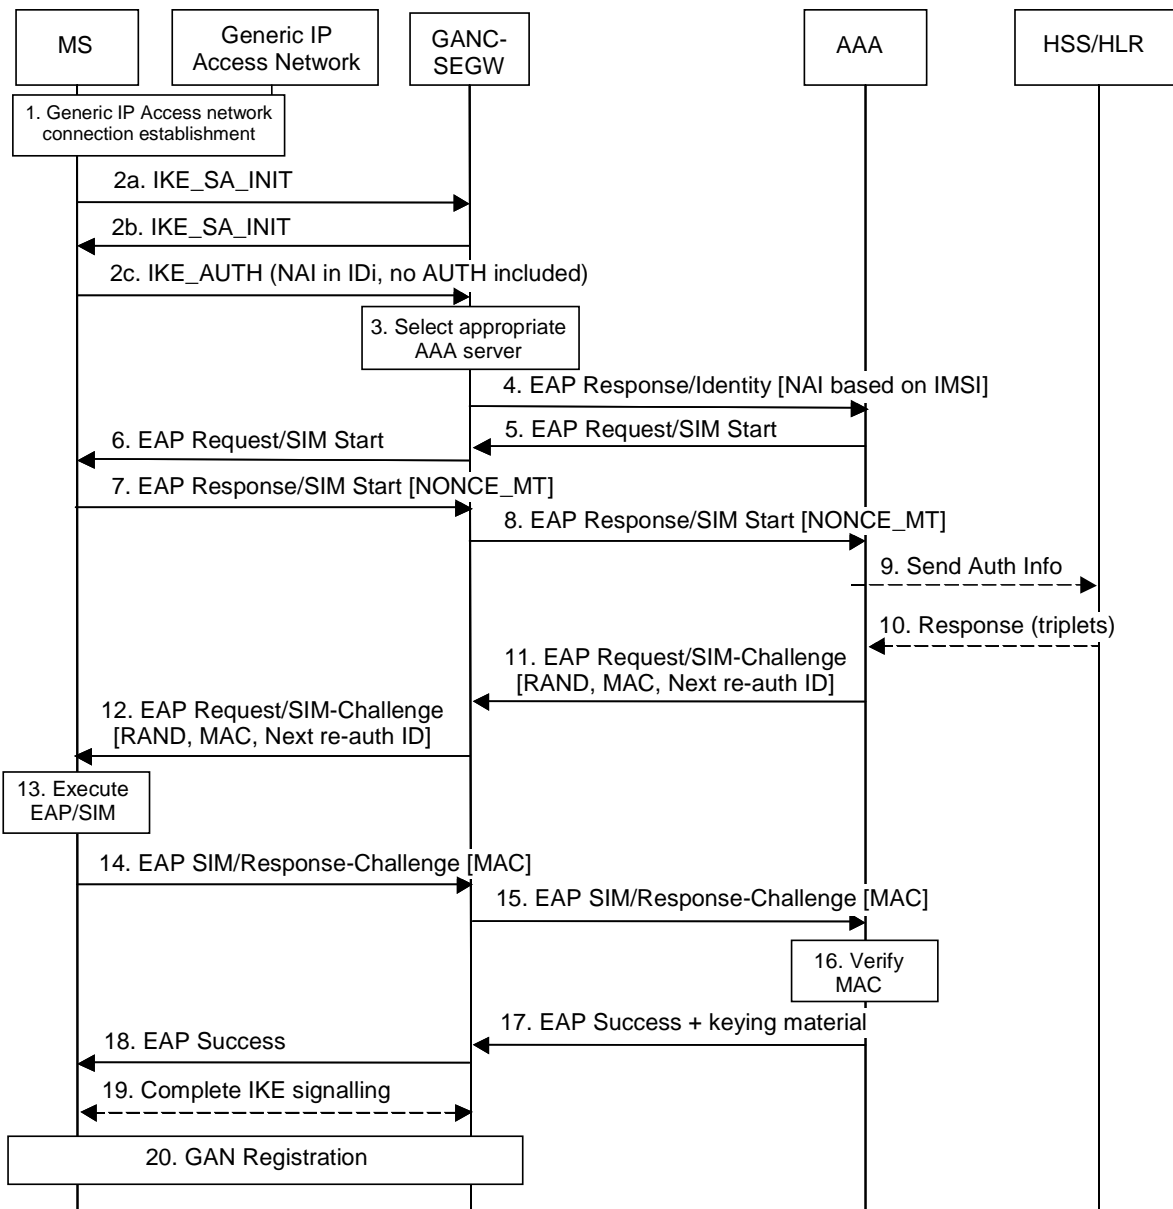 MS
Generic IP
Access Network
GANC-
SEGW
AAA
HSS/HLR
1. Generic IP Access network
connection establishment
2a. IKE_SA_INIT
2b. IKE_SA_INIT
2c. IKE_AUTH (NAI in IDi, no AUTH included)
3. Select appropriate
AAA server
4. EAP Response/Identity [NAI based on IMSI]
5. EAP Request/SIM Start
6. EAP Request/SIM Start
7. EAP Response/SIM Start [NONCE_MT]
8. EAP Response/SIM Start [NONCE_MT]
9. Send Auth Info
10. Response (triplets)
11. EAP Request/SIM-Challenge
[RAND, MAC, Next re-auth ID]
12. EAP Request/SIM-Challenge
[RAND, MAC, Next re-auth ID]
13. Execute
EAP/SIM
14. EAP SIM/Response-Challenge [MAC]
15. EAP SIM/Response-Challenge [MAC]
16. Verify
MAC
17. EAP Success + keying material
18. EAP Success
19. Complete IKE signalling
20. GAN Registration